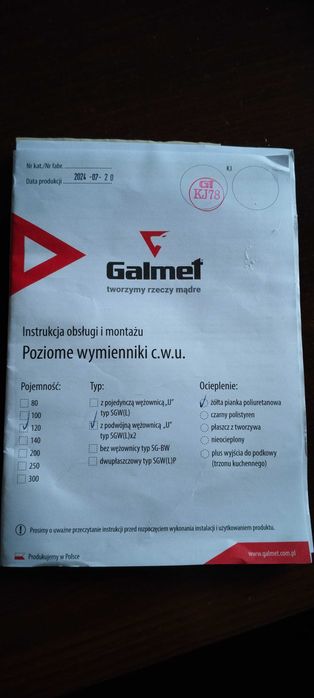 Nr kat./Nr fabr.
KJ
Data produkcji 2024 -07- 20
GT
KJ78
Galmet
tworzymy rzeczy mądre
Instrukcja obsługi i montażu
Poziome wymienniki c.w.u.
Pojemność:
80
100
120
140
200
250
300
Typ:
z pojedynczą wężownicą „U"
typ SGW(L)
z podwójną wężownicą „U"
typ SGW(L)x2
bez wężownicy typ SG-BW
dwupłaszczowy typ SGW(L)P
Ocieplenie:
żółta pianka poliuretanowa
czarny polistyren
płaszcz z tworzywa
nieocieplony
plus wyjścia do podkowy
(trzonu kuchennego)
Prosimy o uważne przeczytanie instrukcji przed rozpoczęciem wykonania instalacji i użytkowaniem produktu.
Produkujemy w Polsce
www.galmet.com.pl